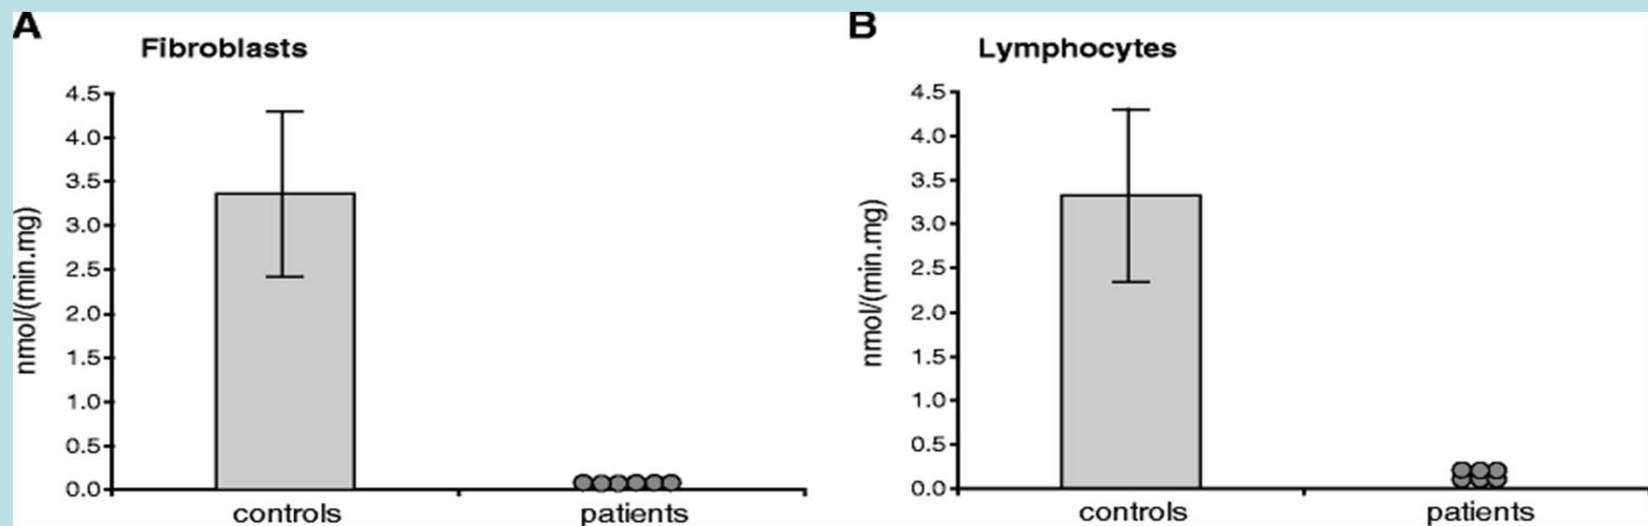 A
Fibroblasts
4.5
4.0
3.5
3.0
2.5
2.0
1.5
1.0
0.5
0.0
nmol/(min.mg)
controls patients
B
Lymphocytes
4.5
4.0
3.5
3.0
2.5
2.0
1.5
1.0
0.5
0.0
nmol/(min.mg)
controls patients